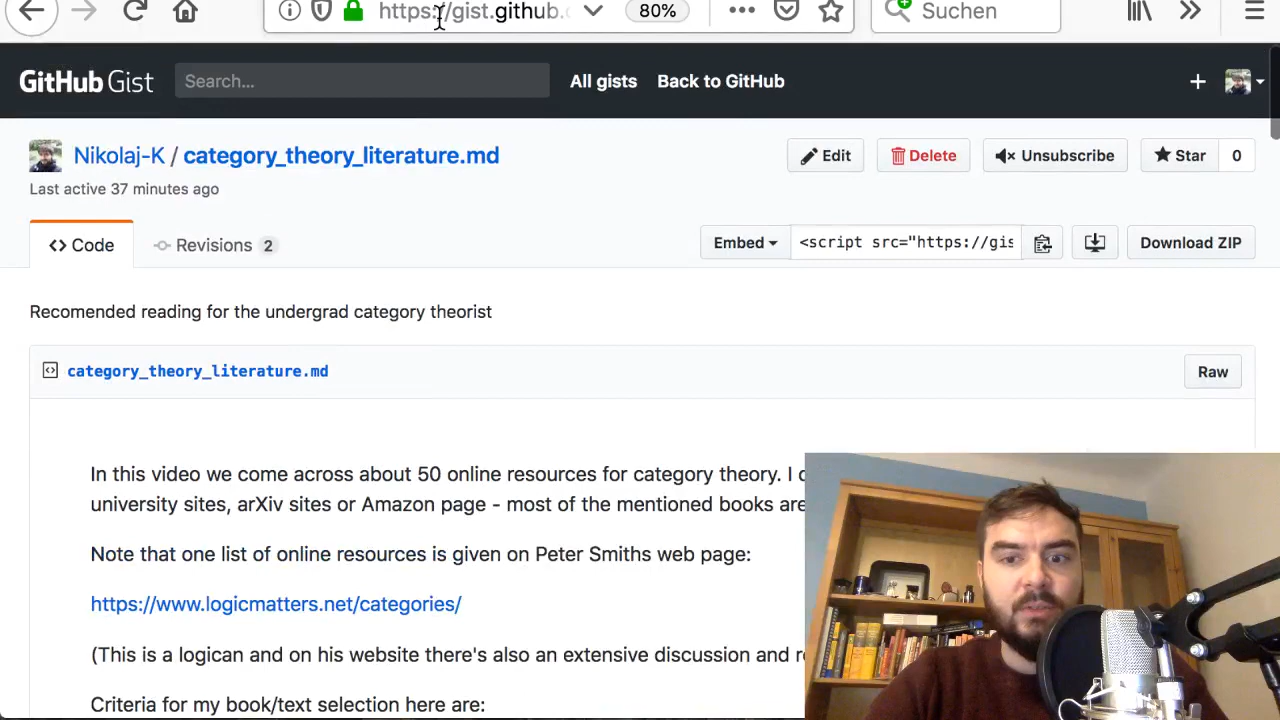 https://gist.github.c
80%
Suchen
GitHub Gist
Search...
All gists
Back to GitHub
Nikolaj-K / category_theory_literature.md
Edit
Delete
Unsubscribe
Star
0
Last active 37 minutes ago
Code
Revisions 2
Embed
<script src="https://gis
Download ZIP
Recomended reading for the undergrad category theorist
category_theory_literature.md
Raw
In this video we come across about 50 online resources for category theory. I
university sites, arXiv sites or Amazon page - most of the mentioned books are
Note that one list of online resources is given on Peter Smiths web page:
https://www.logicmatters.net/categories/
(This is a logican and on his website there's also an extensive discussion and
Criteria for my book/text selection here are: